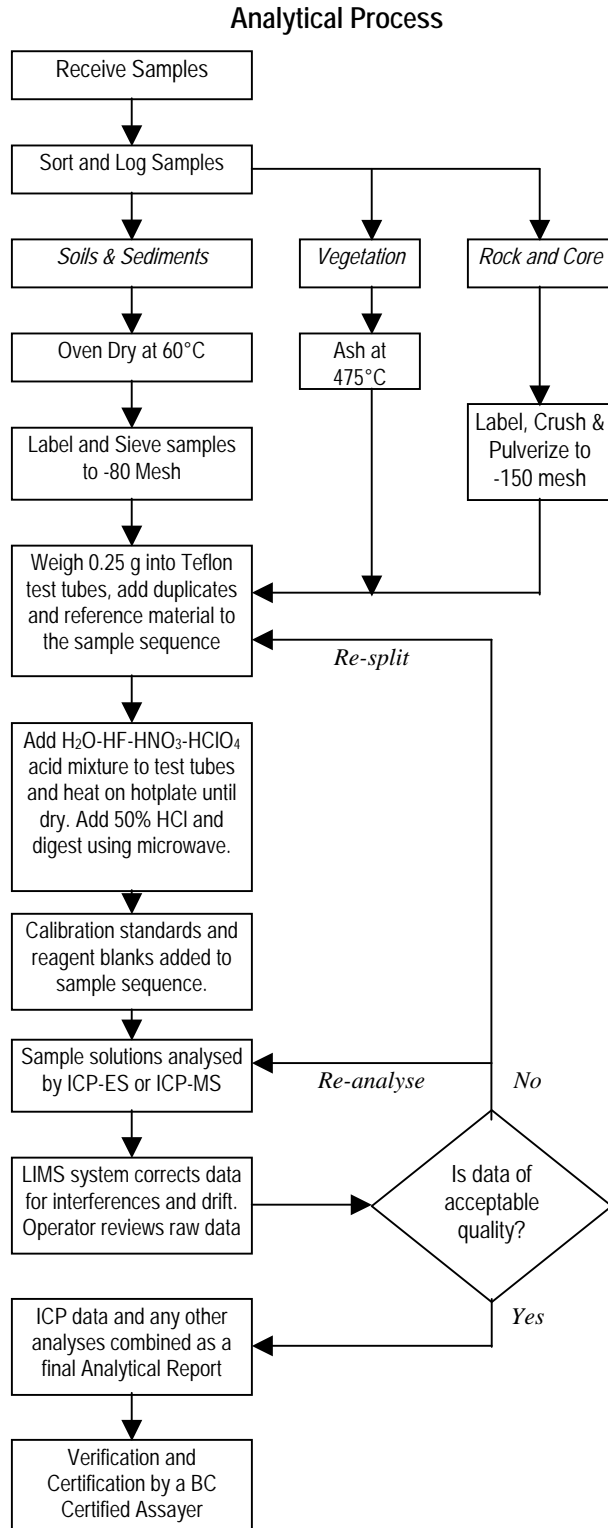 Analytical Process
Receive Samples
Sort and Log Samples
Soils & Sediments
Vegetation
Rock and Core
Oven Dry at 60°C
Ash at
475°C
Label and Sieve samples
to -80 Mesh
Label, Crush &
Pulverize to
-150 mesh
Weigh 0.25 g into Teflon
test tubes, add duplicates
and reference material to
the sample sequence
Re-split
Add H₂O-HF-HNO₃-HClO₄
acid mixture to test tubes
and heat on hotplate until
dry. Add 50% HCl and
digest using microwave.
Calibration standards and
reagent blanks added to
sample sequence.
Sample solutions analysed
by ICP-ES or ICP-MS
Re-analyse
No
LIMS system corrects data
for interferences and drift.
Operator reviews raw data
Is data of
acceptable
quality?
Yes
ICP data and any other
analyses combined as a
final Analytical Report
Verification and
Certification by a BC
Certified Assayer